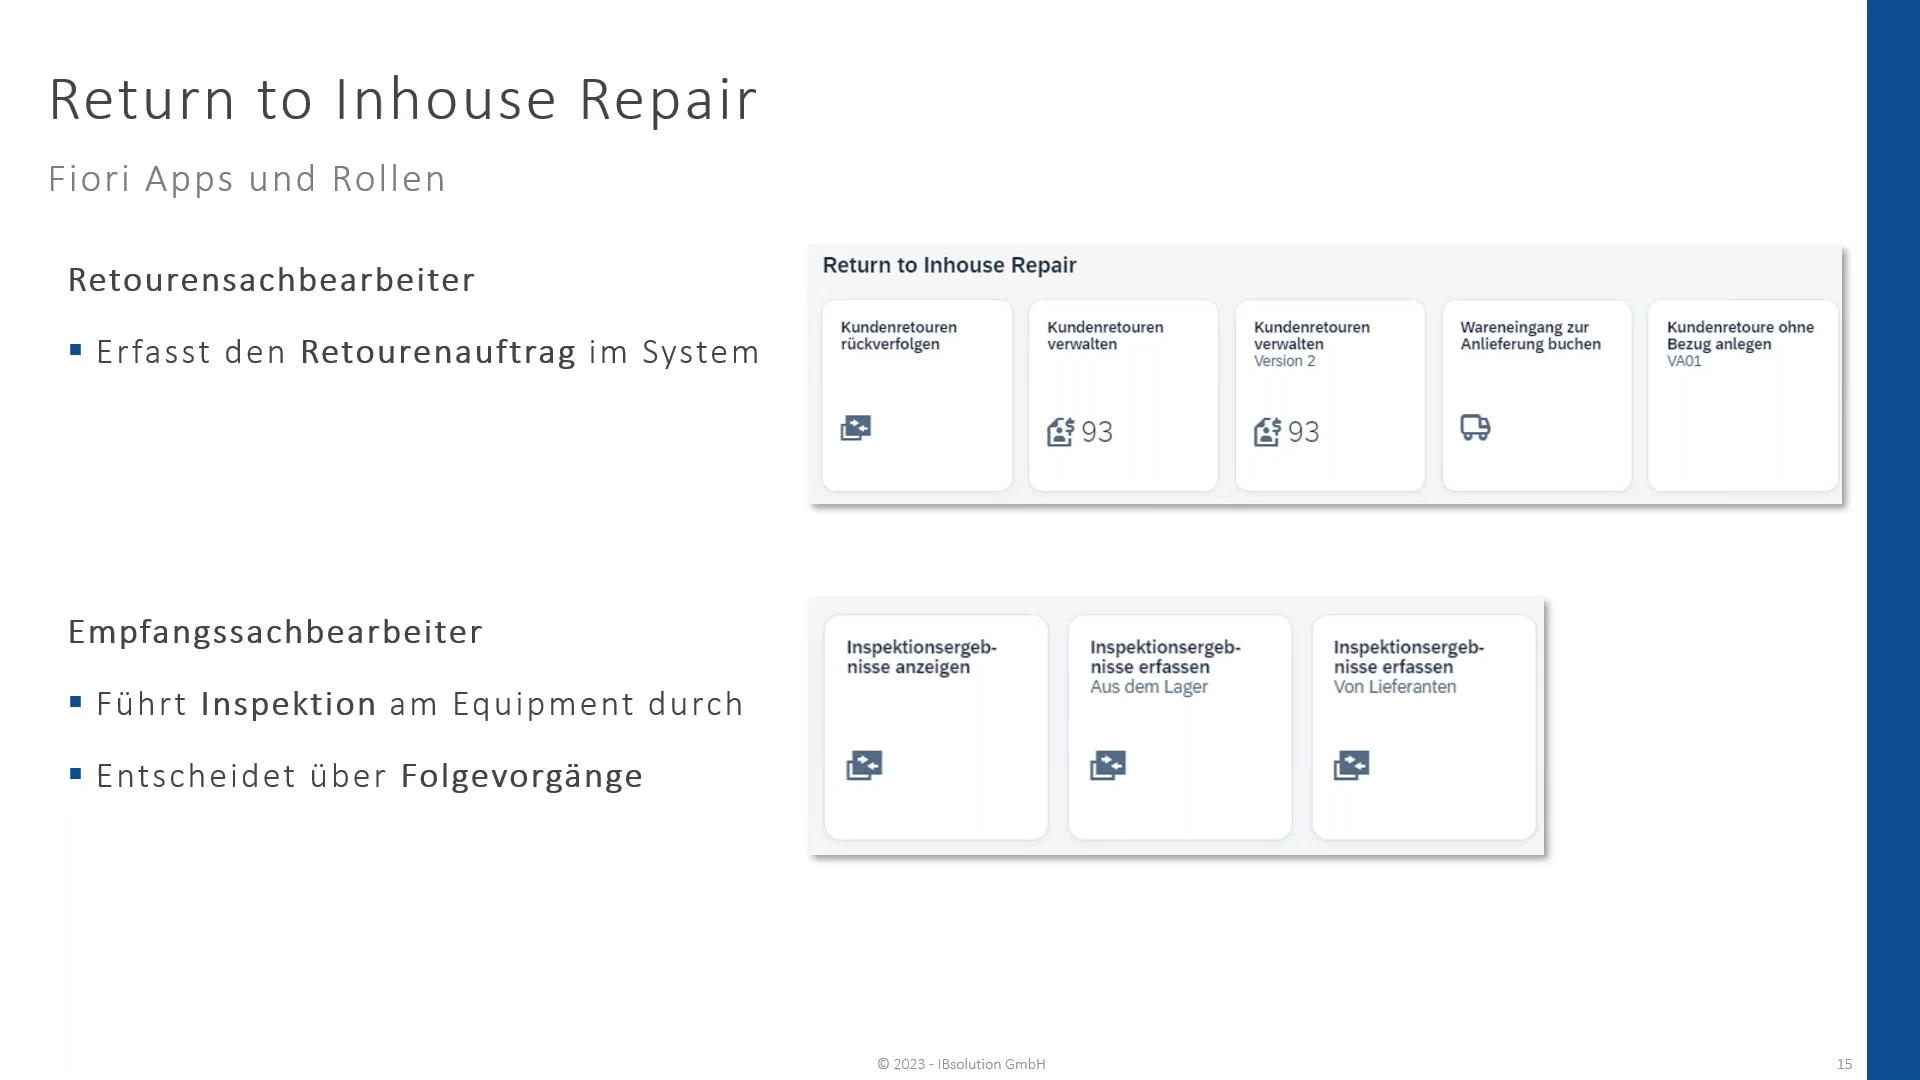 Return to Inhouse Repair
Fiori Apps und Rollen
Retourensachbearbeiter
Erfasst den Retourenauftrag im System
Return to Inhouse Repair
Kundenretouren
rückverfolgen
Kundenretouren
verwalten
93
Kundenretouren
verwalten
Version 2
93
Wareneingang zur
Anlieferung buchen
Kundenretoure ohne
Bezug anlegen
VA01
Empfangssachbearbeiter
Führt Inspektion am Equipment durch
Entscheidet über Folgevorgänge
Inspektionsergeb-
nisse anzeigen
Inspektionsergeb-
nisse erfassen
Aus dem Lager
Inspektionsergeb-
nisse erfassen
Von Lieferanten
© 2023 - IBsolution GmbH
15